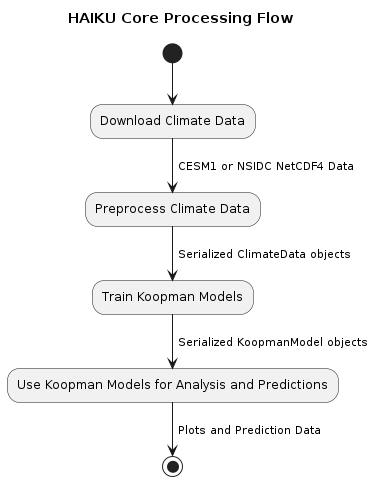 HAIKU Core Processing Flow
Download Climate Data
CESM1 or NSIDC NetCDF4 Data
Preprocess Climate Data
Serialized ClimateData objects
Train Koopman Models
Serialized KoopmanModel objects
Use Koopman Models for Analysis and Predictions
Plots and Prediction Data